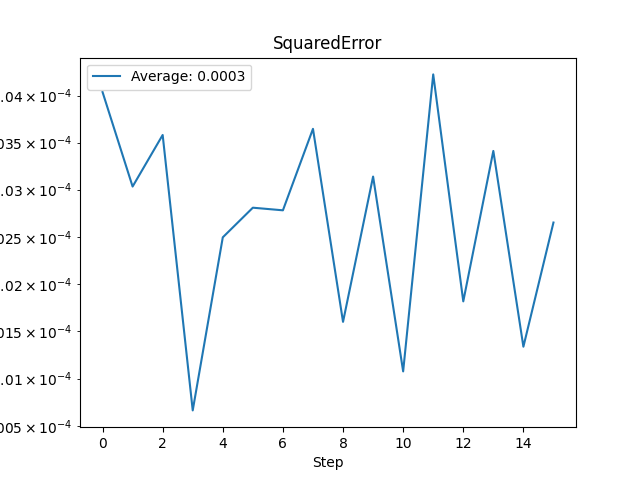 SquaredError
Average: 0.0003
.04 × 10⁻⁴
035 × 10⁻⁴
.03 × 10⁻⁴
025 × 10⁻⁴
.02 × 10⁻⁴
015 × 10⁻⁴
.01 × 10⁻⁴
005 × 10⁻⁴
0 2 4 6 8 10 12 14
Step